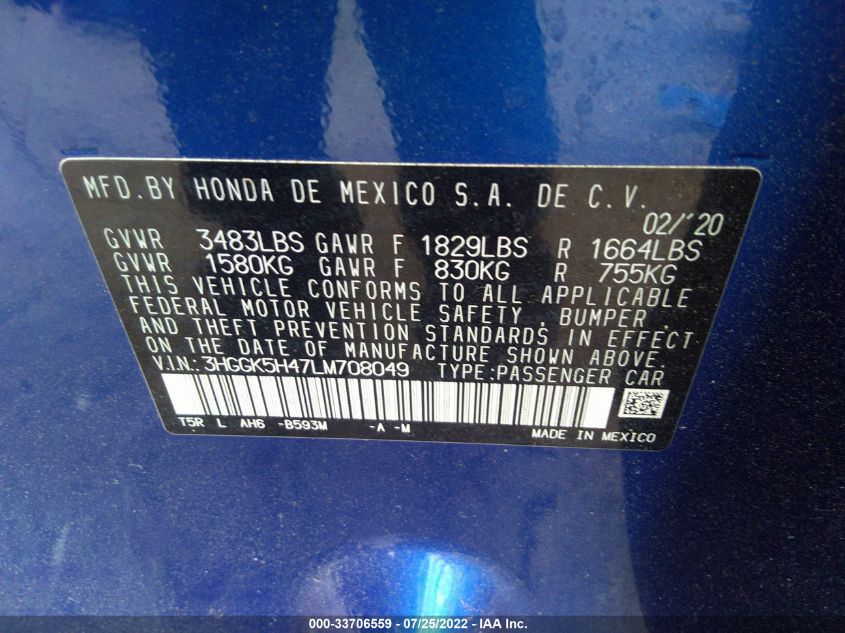 MFD.BY HONDA DE MEXICO S.A. DE C.V.
02/'20
GVWR 3483LBS GAWR F 1829LBS R 1664LBS
GVWR 1580KG GAWR F 830KG R 755KG
THIS VEHICLE CONFORMS TO ALL APPLICABLE
FEDERAL MOTOR VEHICLE SAFETY, BUMPER,
AND THEFT PREVENTION STANDARDS IN EFFECT
ON THE DATE OF MANUFACTURE SHOWN ABOVE.
V.I.N.: 3HGGK5H47LM708049 TYPE:PASSENGER CAR
T5R L AH6 -B593M -A -M
MADE IN MEXICO
000-33706559 - 07/25/2022 - IAA Inc.